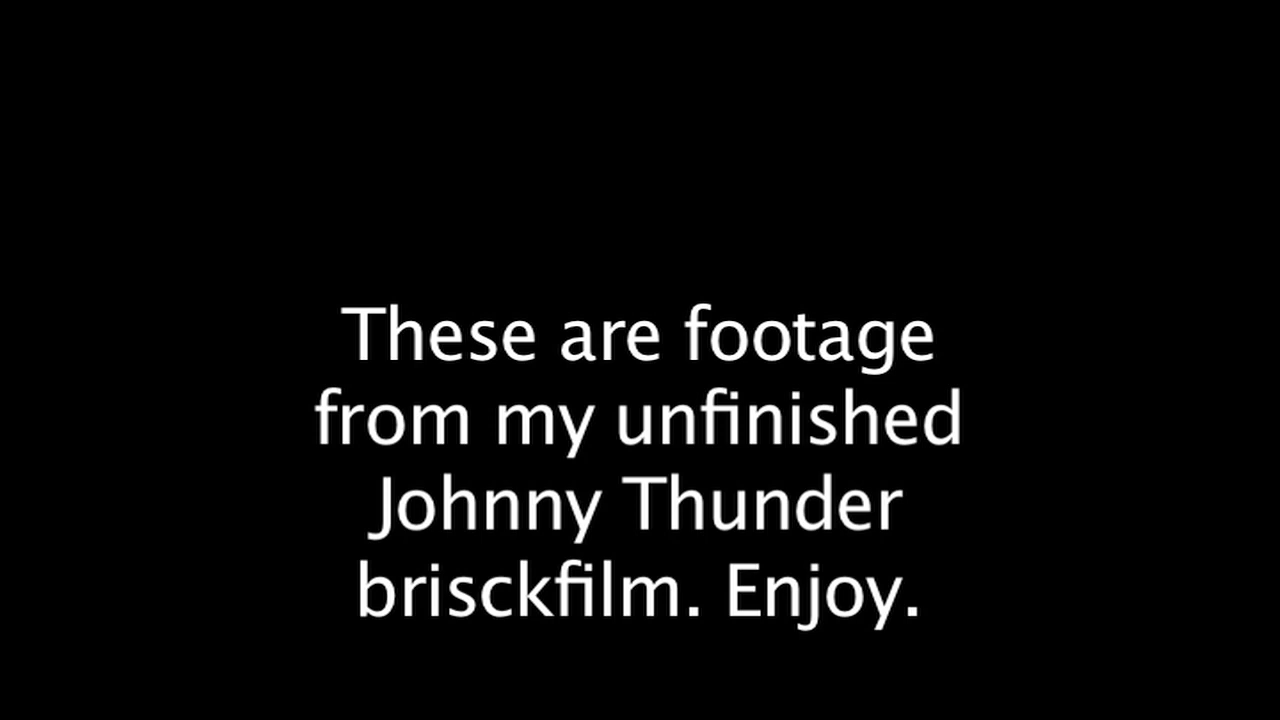 These are footage
from my unfinished
Johnny Thunder
brisckfilm. Enjoy.